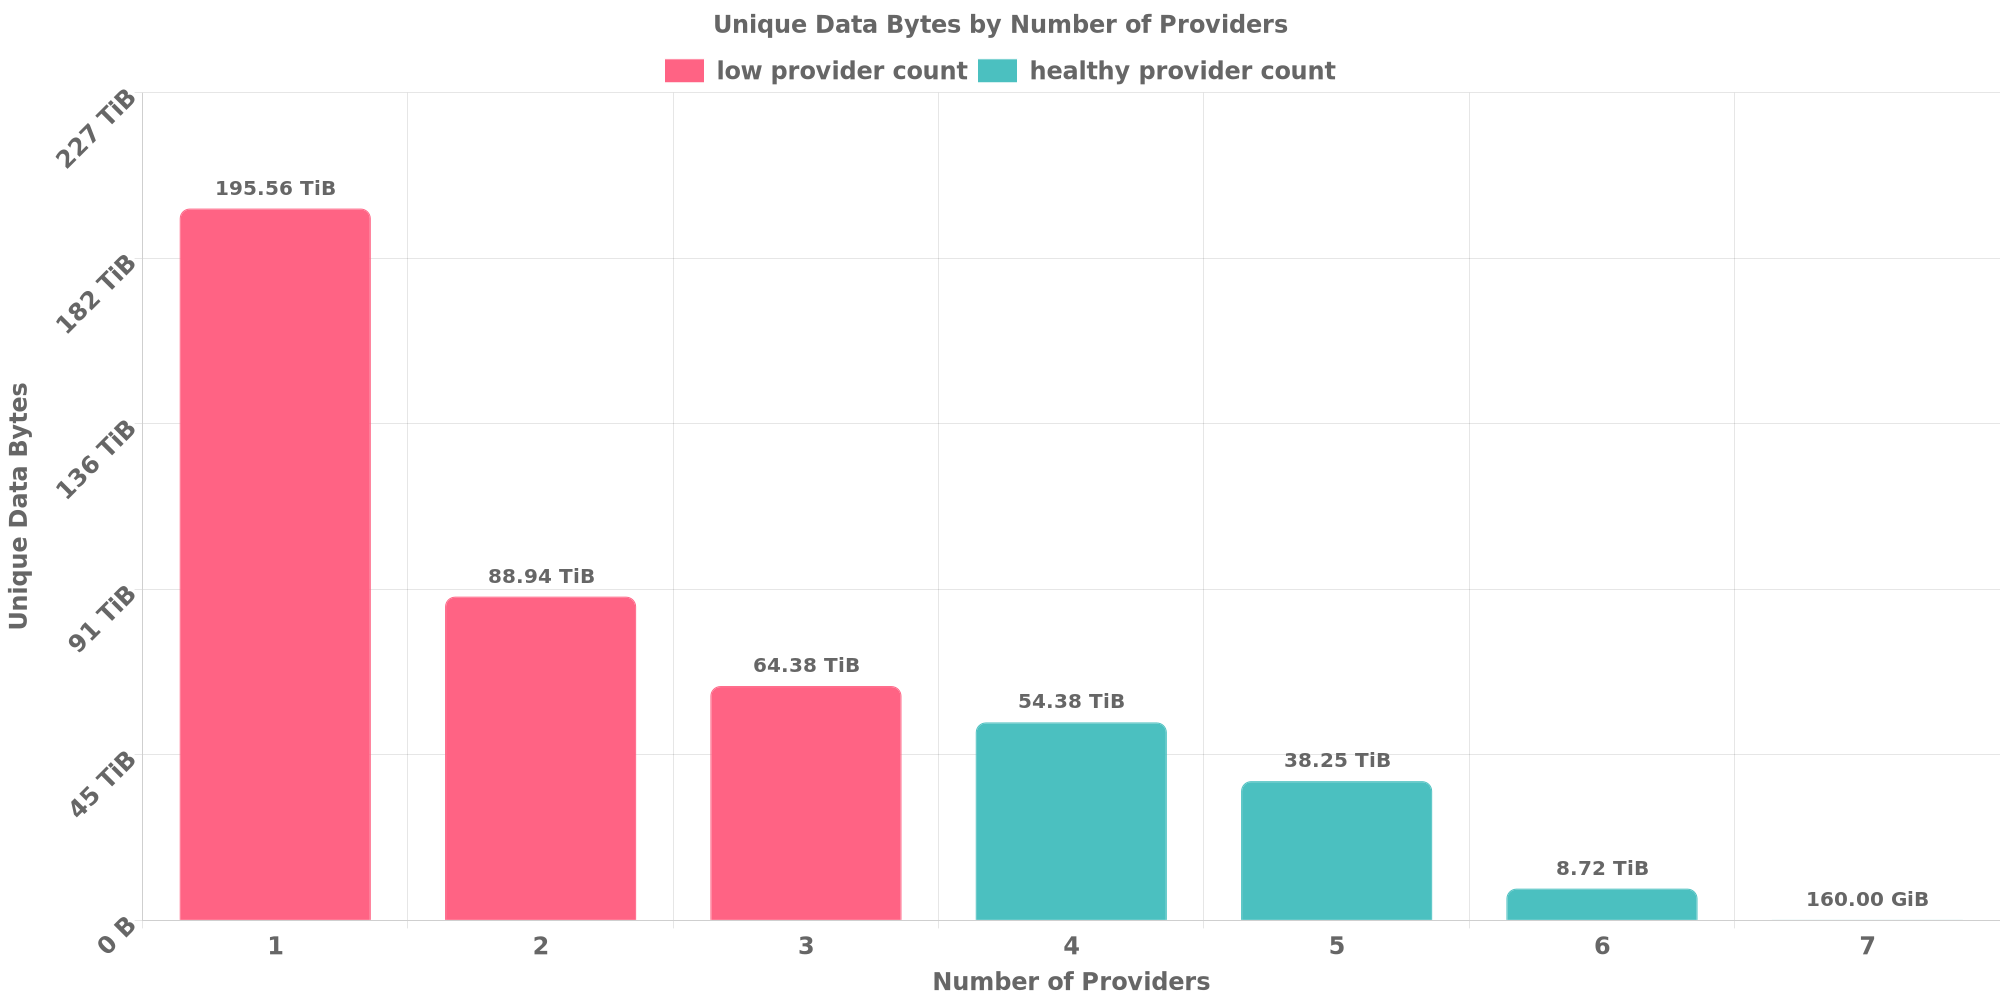 Unique Data Bytes by Number of Providers
low provider count healthy provider count
227 TiB
182 TiB
136 TiB
91 TiB
45 TiB
0 B
Unique Data Bytes
195.56 TiB
88.94 TiB
64.38 TiB
54.38 TiB
38.25 TiB
8.72 TiB
160.00 GiB
1 2 3 4 5 6 7
Number of Providers